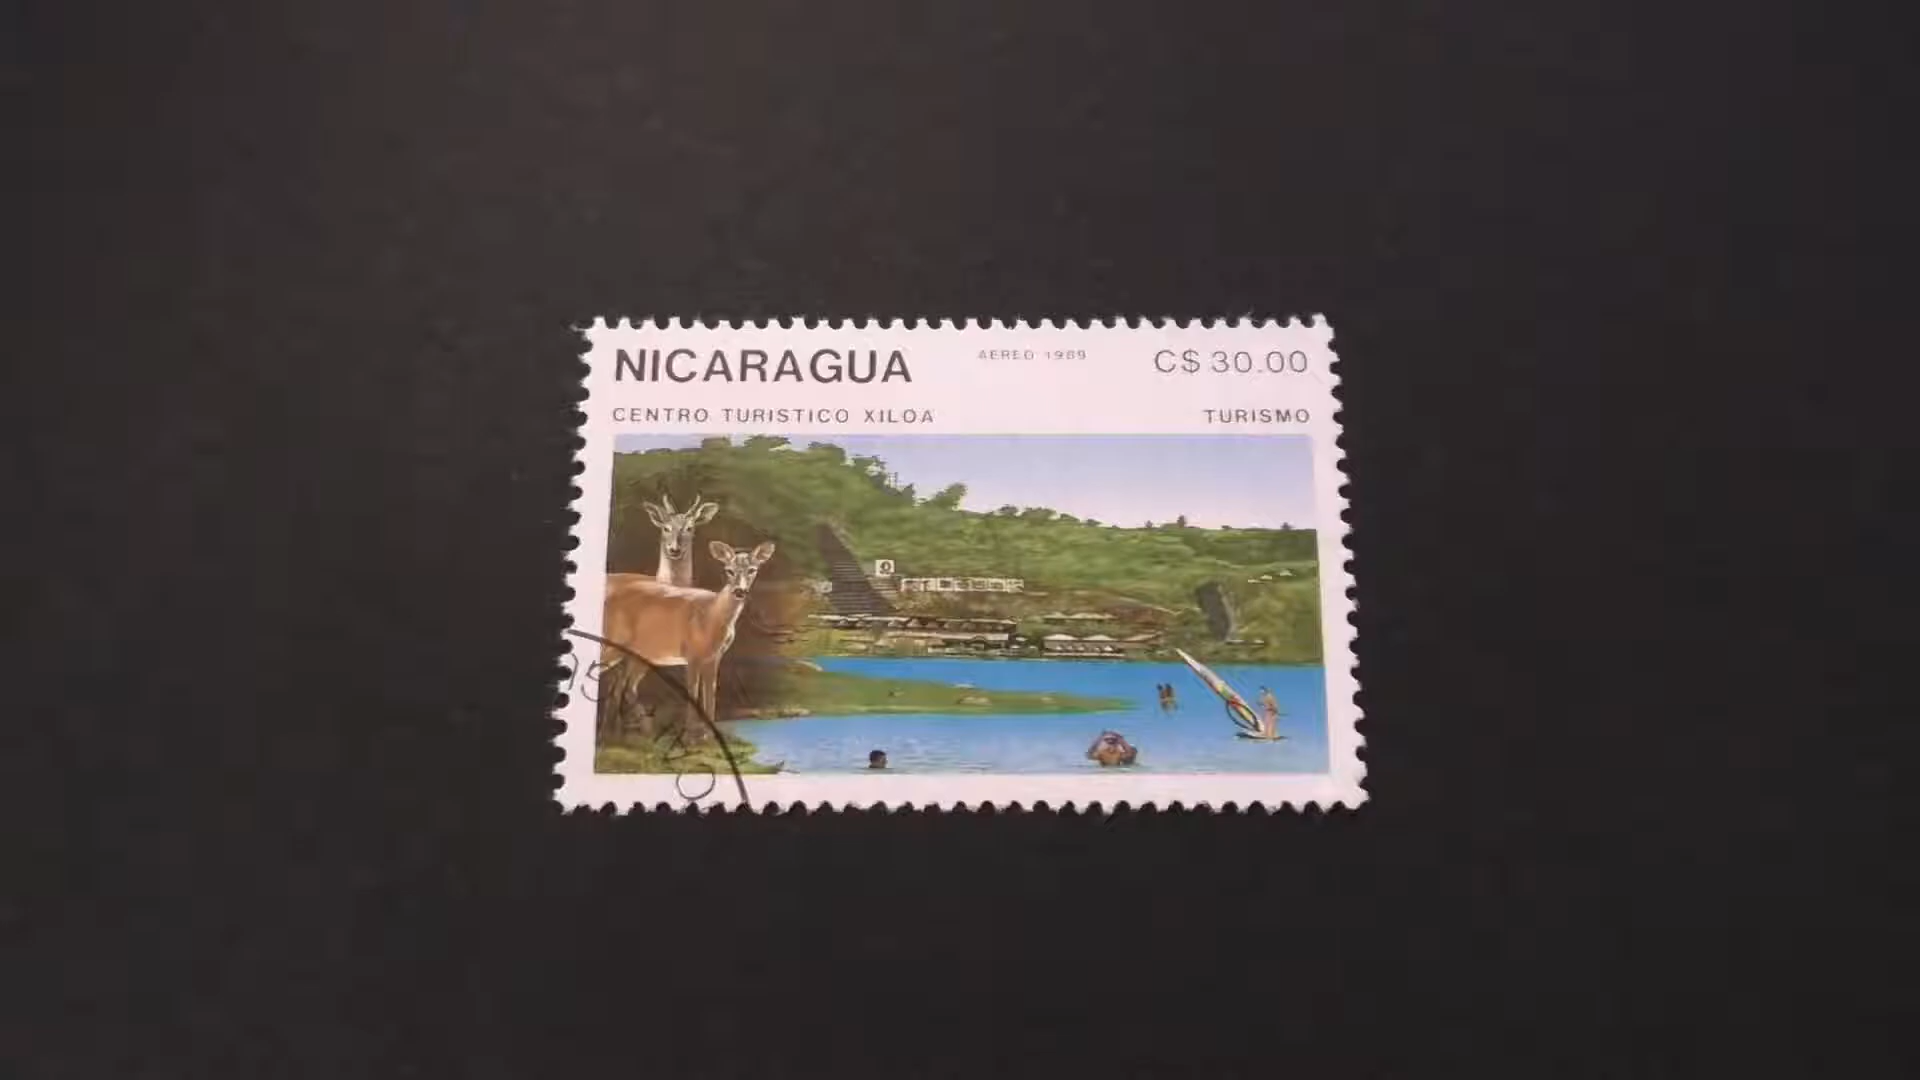 NICARAGUA AEREO 1989 C$ 30.00
CENTRO TURISTICO XILOA TURISMO